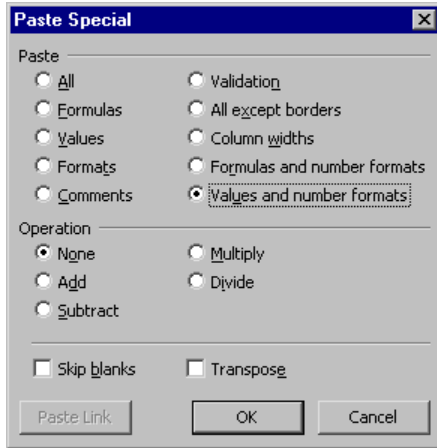 Paste Special
Paste
All
Validation
Formulas
All except borders
Values
Column widths
Formats
Formulas and number formats
Comments
Values and number formats
Operation
None
Multiply
Add
Divide
Subtract
Skip blanks
Transpose
Paste Link
OK
Cancel